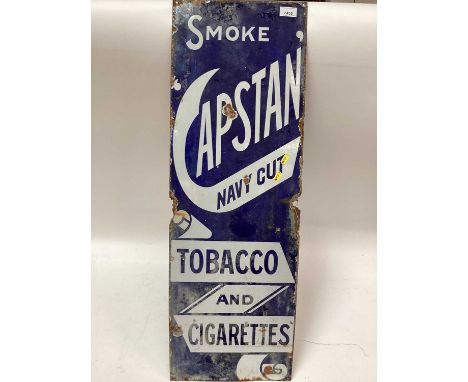 SMOKE
CAPSTAN
NAVY CUT
TOBACCO
AND
CIGARETTES